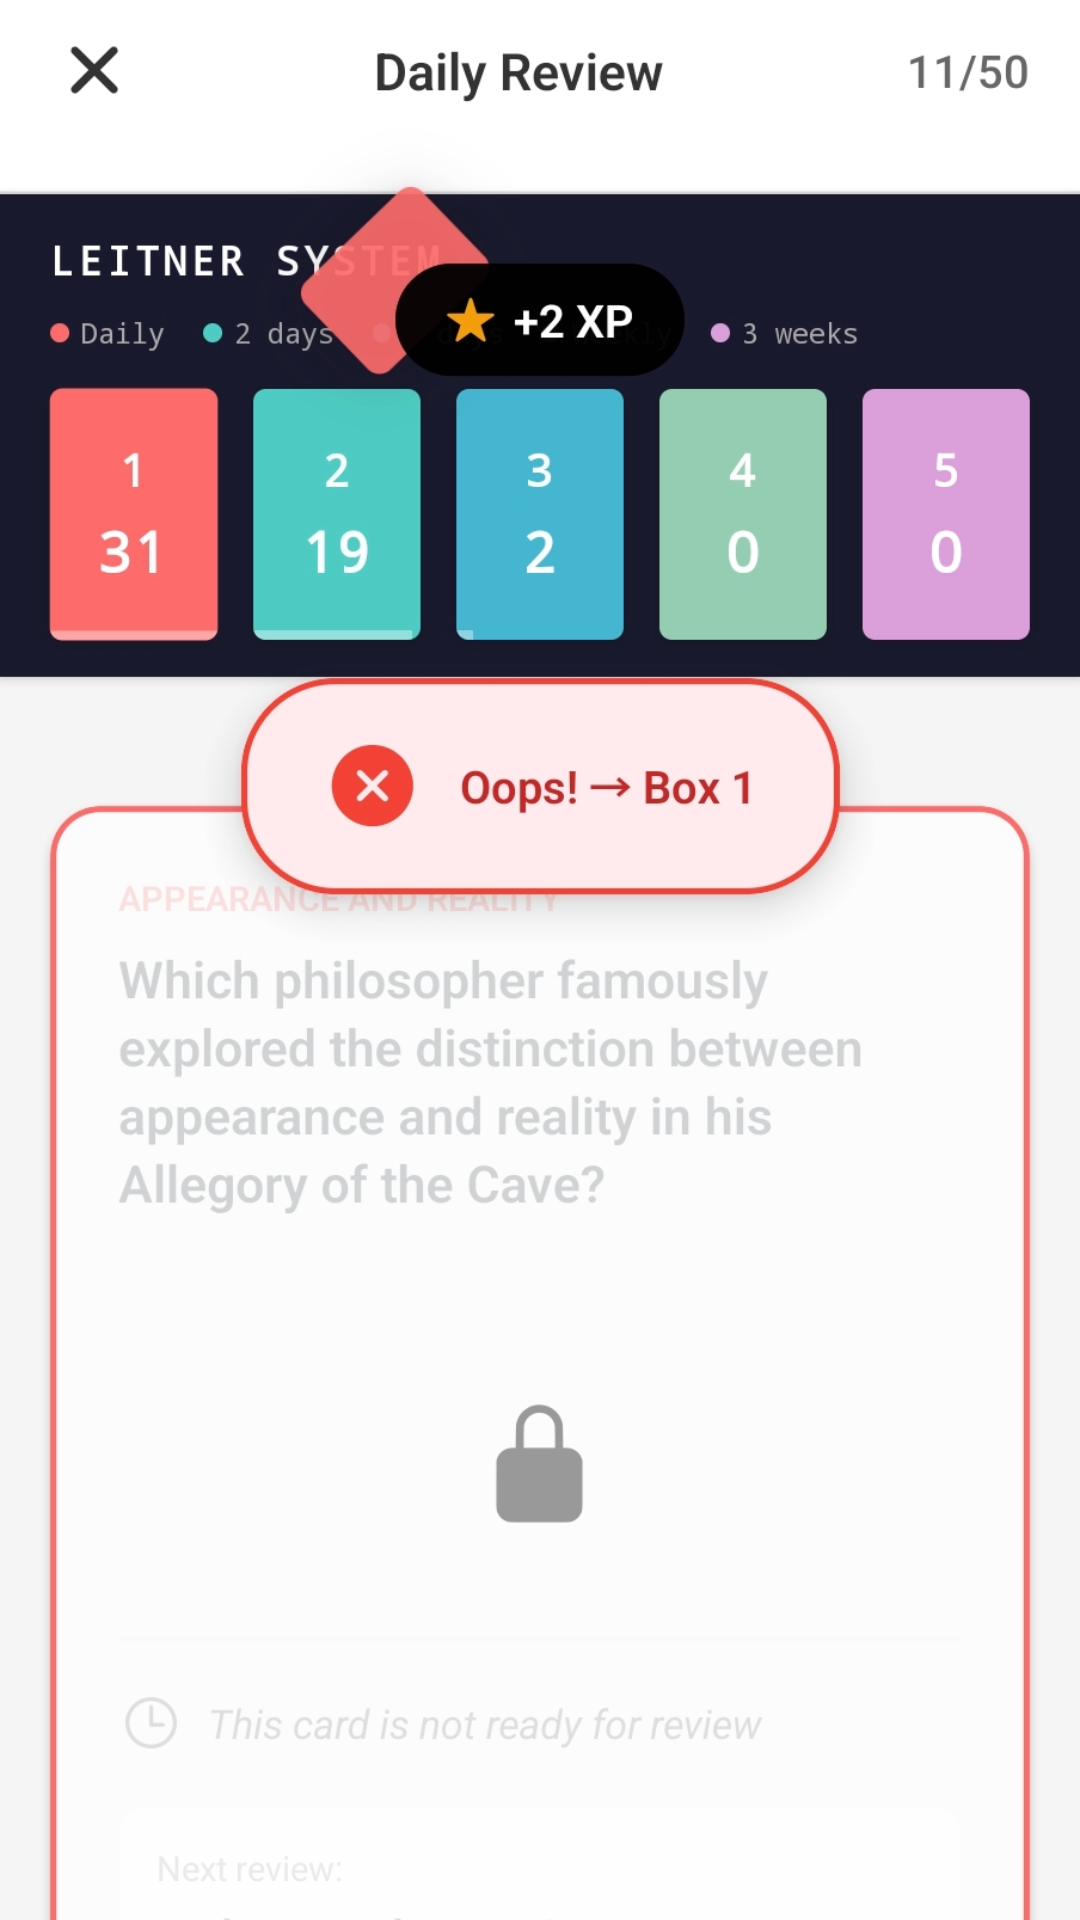 Daily Review
11/50
LEITNER SYSTEM
Daily
2 days
3 weeks
+2 XP
1
31
2
19
3
2
4
0
5
0
Oops! → Box 1
APPEARANCE AND REALITY
Which philosopher famously
explored the distinction between
appearance and reality in his
Allegory of the Cave?
This card is not ready for review
Next review: